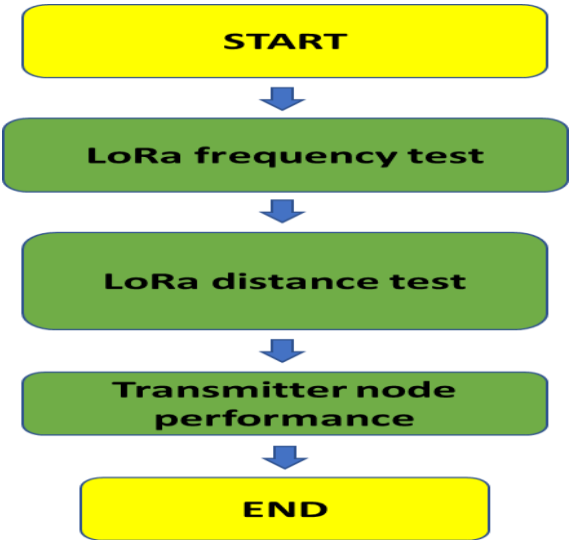 START
LoRa frequency test
LoRa distance test
Transmitter node
performance
END